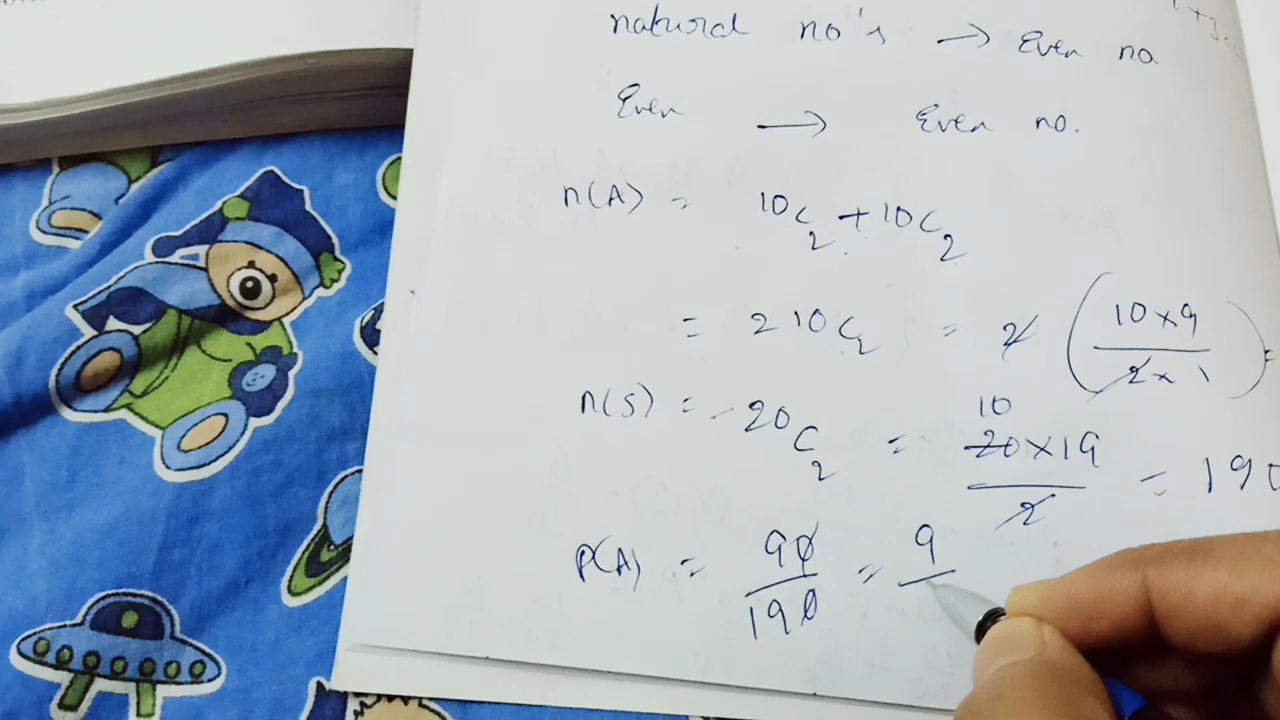 natural no's → Even no.
Even → Even no.
n(A) = 10C2 + 10C2
= 2 10C2 = 2 (10×9 / 2×1) =
n(S) = 20C2 = 20×19 / 2 = 190
10
P(A) = 90/190 = 9